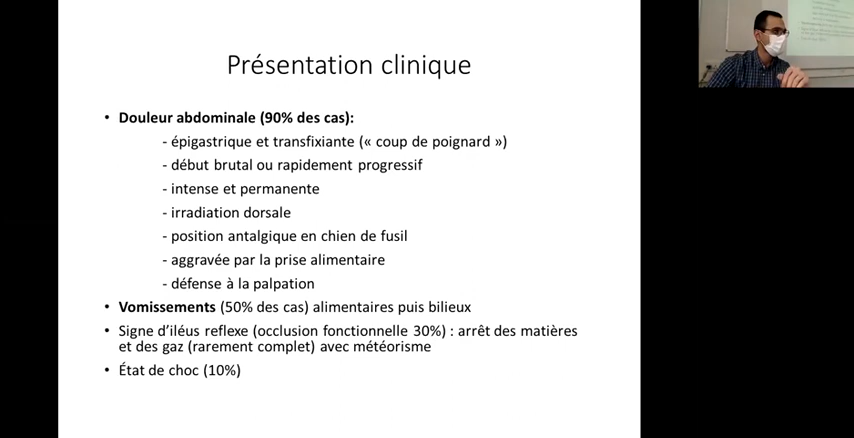 Présentation clinique
• Douleur abdominale (90% des cas):
- épigastrique et transfixiante (« coup de poignard »)
- début brutal ou rapidement progressif
- intense et permanente
- irradiation dorsale
- position antalgique en chien de fusil
- aggravée par la prise alimentaire
- défense à la palpation
• Vomissements (50% des cas) alimentaires puis bilieux
• Signe d’iléus reflexe (occlusion fonctionnelle 30%) : arrêt des matières
et des gaz (rarement complet) avec météorisme
• État de choc (10%)